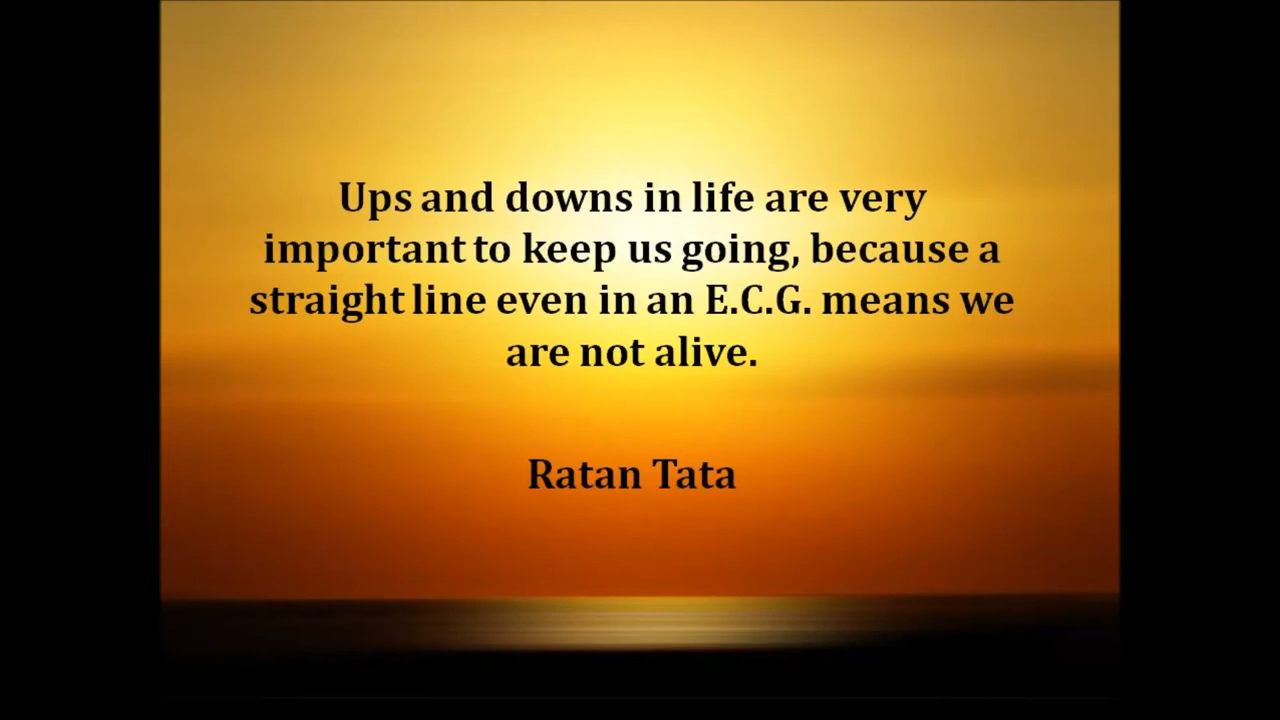 Ups and downs in life are very
important to keep us going, because a
straight line even in an E.C.G. means we
are not alive.
Ratan Tata